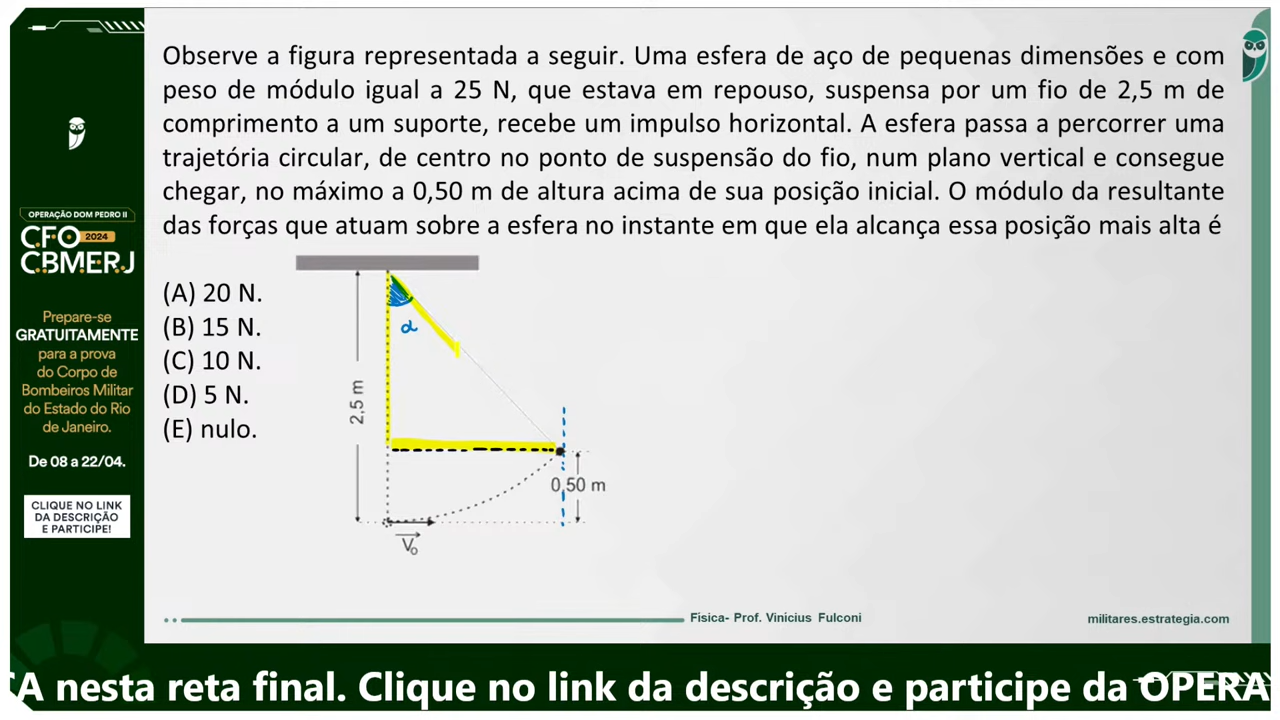 Observe a figura representada a seguir. Uma esfera de aço de pequenas dimensões e com
peso de módulo igual a 25 N, que estava em repouso, suspensa por um fio de 2,5 m de
comprimento a um suporte, recebe um impulso horizontal. A esfera passa a percorrer uma
trajetória circular, de centro no ponto de suspensão do fio, num plano vertical e consegue
chegar, no máximo a 0,50 m de altura acima de sua posição inicial. O módulo da resultante
das forças que atuam sobre a esfera no instante em que ela alcança essa posição mais alta é
(A) 20 N.
(B) 15 N.
(C) 10 N.
(D) 5 N.
(E) nulo.
α
2,5 m
0,50 m
V₀
OPERAÇÃO DOM PEDRO II
CFO 2024
CBMERJ
Prepare-se
GRATUITAMENTE
para a prova
do Corpo de
Bombeiros Militar
do Estado do Rio
de Janeiro.
De 08 a 22/04.
CLIQUE NO LINK
DA DESCRIÇÃO
E PARTICIPE!
Física- Prof. Vinícius Fulconi
militares.estrategia.com
CA nesta reta final. Clique no link da descrição e participe da OPERA